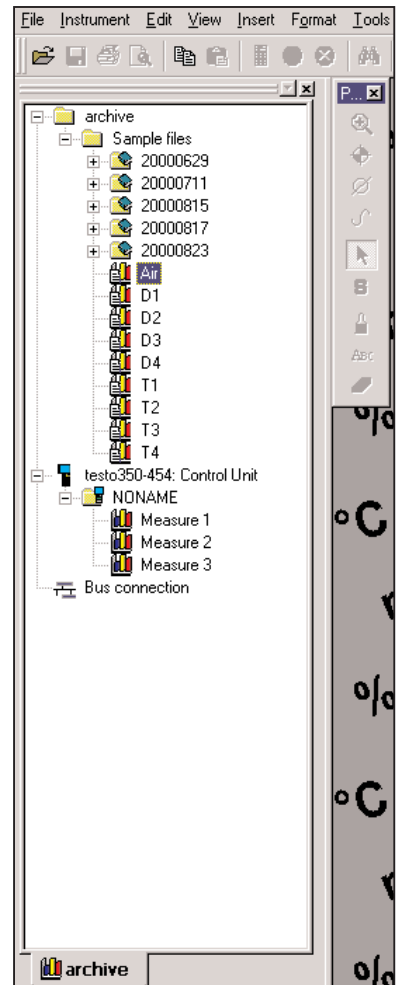 File Instrument Edit View Insert Format Tools
P...
archive
Sample files
20000629
20000711
20000815
20000817
20000823
Air
D1
D2
D3
D4
T1
T2
T3
T4
testo350-454: Control Unit
NONAME
Measure 1
Measure 2
Measure 3
Bus connection
B
ABC
%
°C
%
°C
%
archive